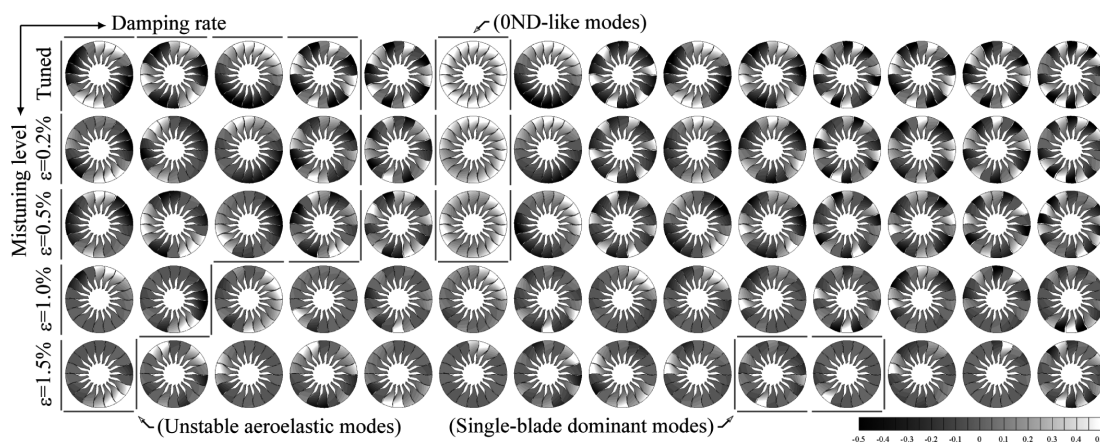 Damping rate
(0ND-like modes)
Mistuning level
Tuned
ε=0.2%
ε=0.5%
ε=1.0%
ε=1.5%
(Unstable aeroelastic modes)
(Single-blade dominant modes)
-0.5 -0.4 -0.3 -0.2 -0.1 0 0.1 0.2 0.3 0.4